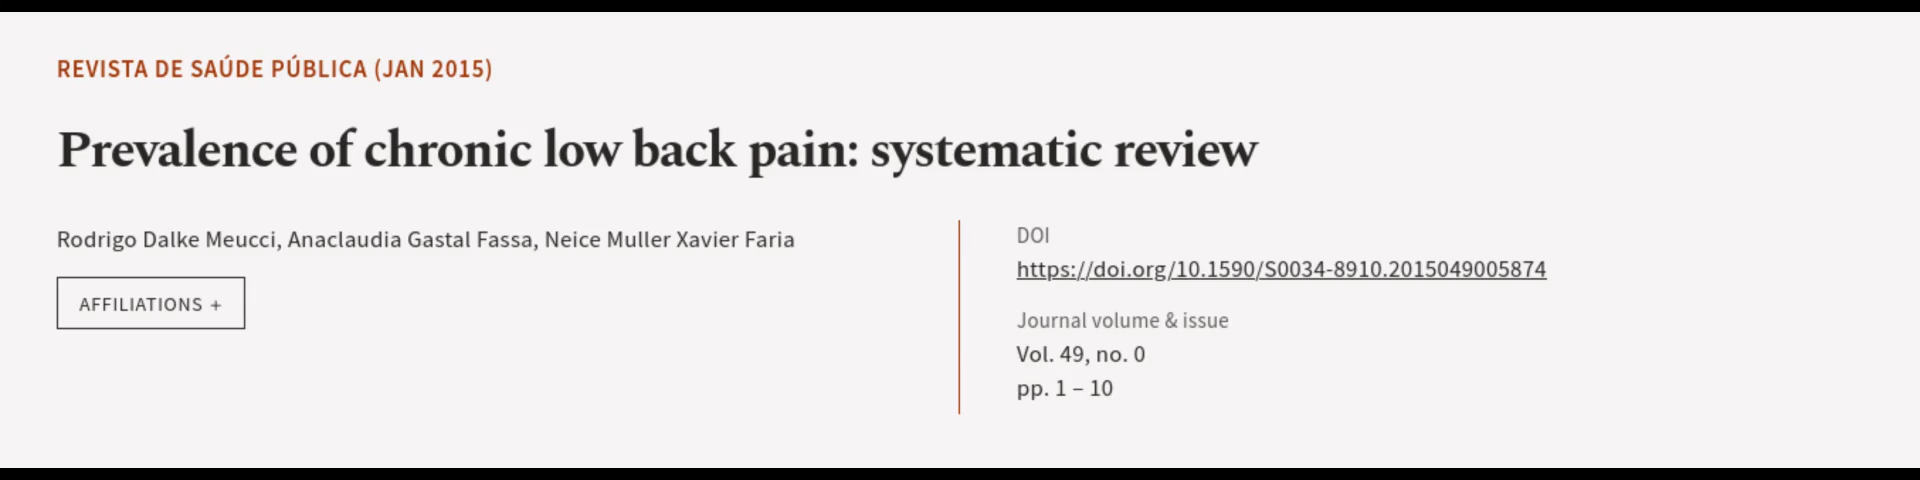 REVISTA DE SAÚDE PÚBLICA (JAN 2015)
Prevalence of chronic low back pain: systematic review
Rodrigo Dalke Meucci, Anaclaudia Gastal Fassa, Neice Muller Xavier Faria
AFFILIATIONS +
DOI
https://doi.org/10.1590/S0034-8910.2015049005874
Journal volume & issue
Vol. 49, no. 0
pp. 1 – 10